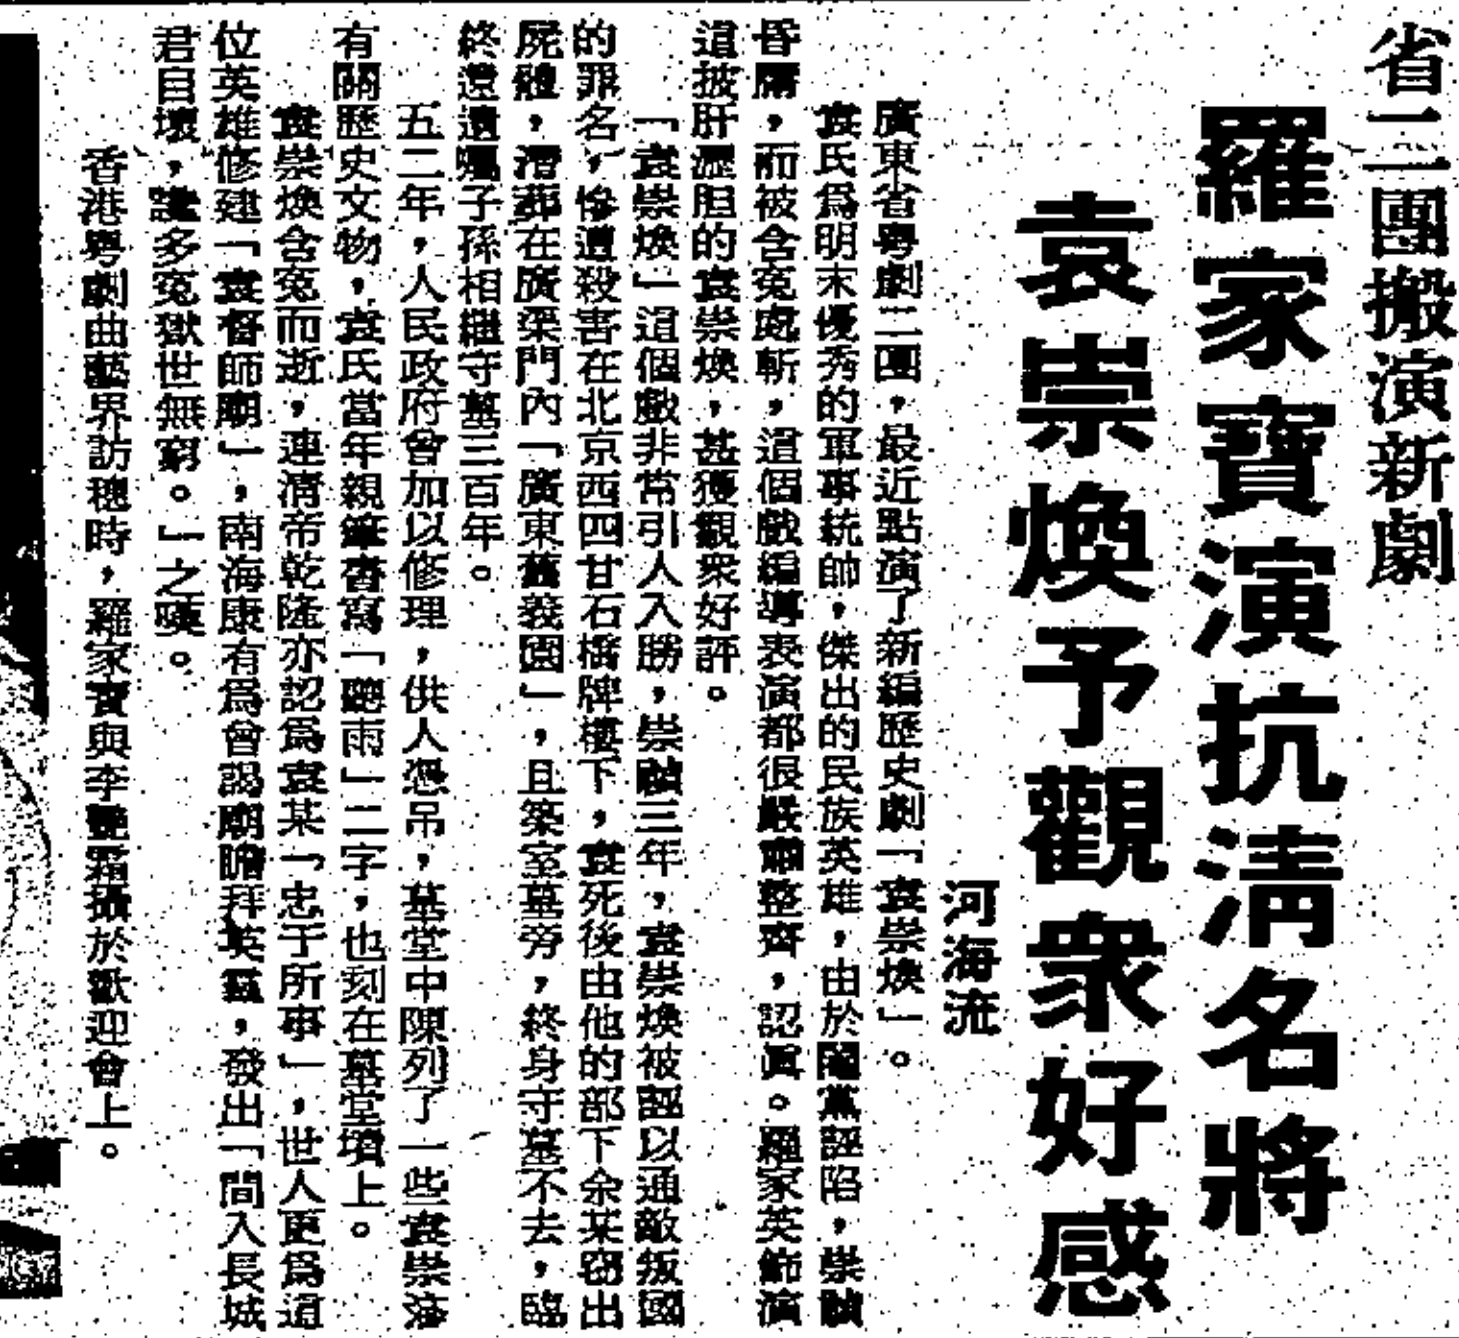 省二團搬演新劇
羅家寶演抗清名將
袁崇煥予觀衆好感
河海流
廣東省粵劇二團，最近點演了新編歷史劇「袁崇煥」。
袁氏爲明末優秀的軍事統帥，傑出的民族英雄，由於閹黨誣陷，崇禎
昏庸，而被含寃處斬，這個戲編導表演都很嚴肅整齊，認眞。羅家英飾演
這披肝瀝胆的袁崇煥，甚獲觀衆好評。
「袁崇煥」這個戲非常引人入勝，崇禎三年，袁崇煥被誣以通敵叛國
的罪名，慘遭殺害在北京西四甘石橋牌樓下，袁死後由他的部下余某窃出
屍體，潛葬在廣渠門內「廣東舊義園」，且築室墓旁，終身守墓不去，臨
終還遺囑子孫相繼守墓三百年。
五二年，人民政府會加以修理，供人憑吊，墓堂中陳列了一些袁崇煥
有關歷史文物，袁氏當年親筆書寫「聽雨」二字，也刻在墓堂墳上。
袁崇煥含寃而逝，連清帝乾隆亦認爲袁某「忠于所事」，世人更爲這
位英雄修建「袁督師廟」，南海康有爲曾謁廟瞻拜英靈，發出「間入長城
君自壞，讒多寃獄世無窮。」之嘆。
香港粵劇曲藝界訪穗時，羅家寶與李艷霜攝於歡迎會上。